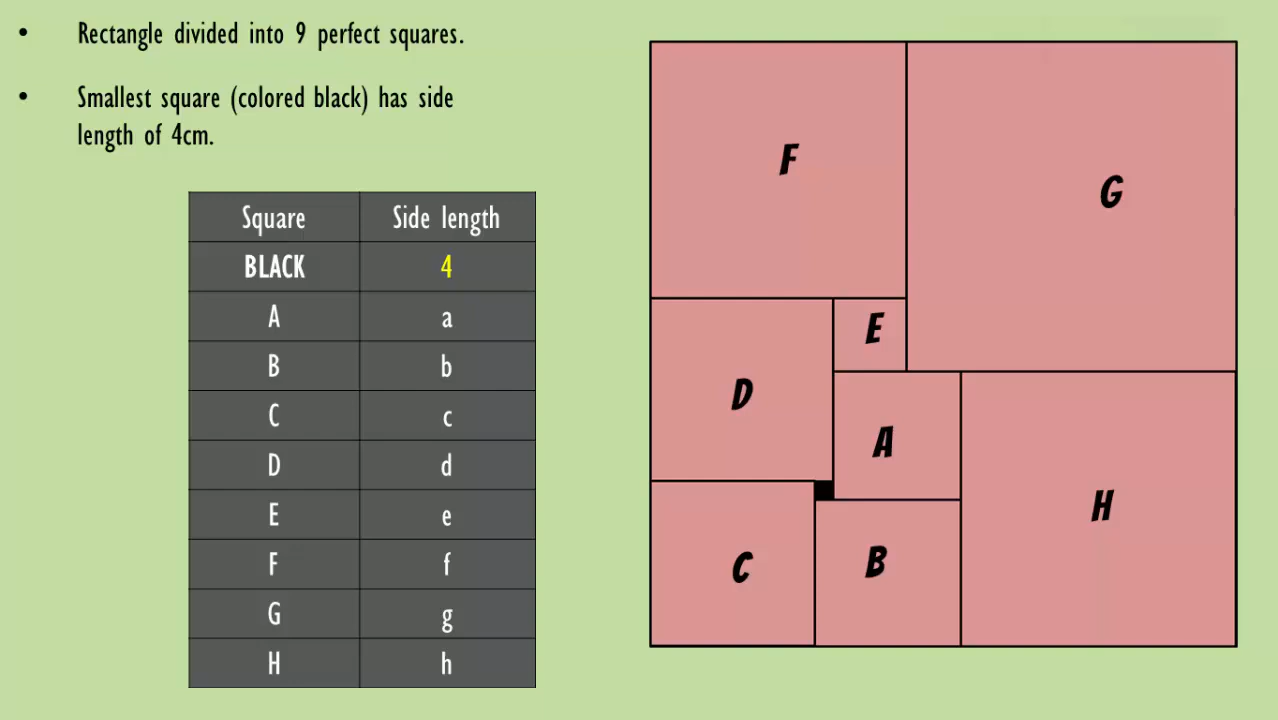 • Rectangle divided into 9 perfect squares.
• Smallest square (colored black) has side
length of 4cm.
Square Side length
BLACK 4
A a
B b
C c
D d
E e
F f
G g
H h
F
G
E
D
A
H
C
B